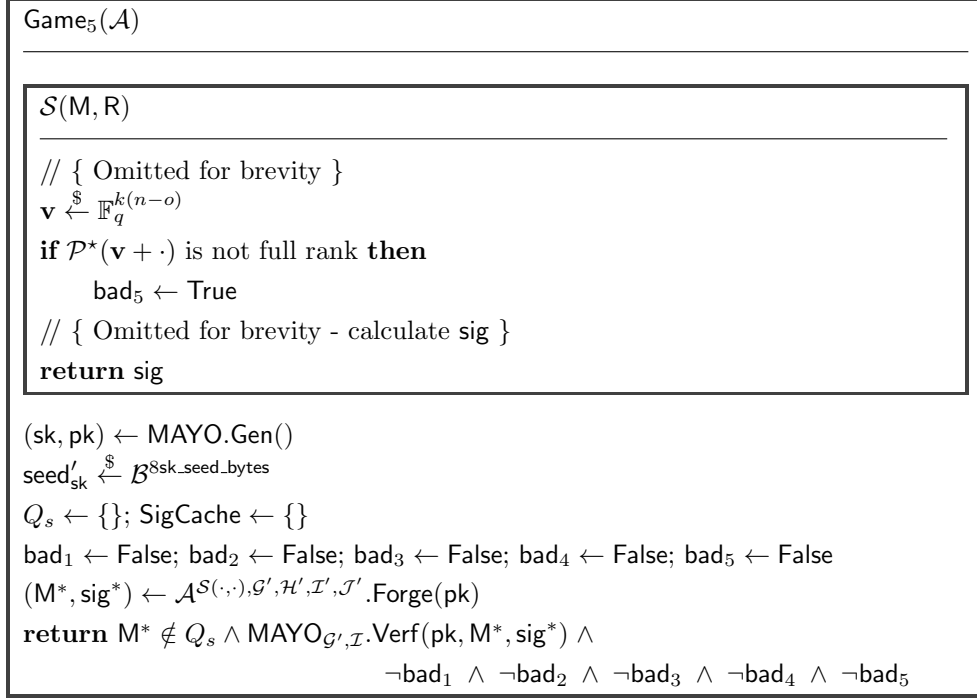 Game₅(𝒜)
𝒮(M, R)
// { Omitted for brevity }
v ←$ 𝔽_q^{k(n−o)}
if 𝒫*(v + ·) is not full rank then
bad₅ ← True
// { Omitted for brevity - calculate sig }
return sig
(sk, pk) ← MAYO.Gen()
seed′_sk ←$ ℬ^{8sk_seed_bytes}
Q_s ← {}; SigCache ← {}
bad₁ ← False; bad₂ ← False; bad₃ ← False; bad₄ ← False; bad₅ ← False
(M*, sig*) ← 𝒜^{𝒮(·,·),𝒢′,ℋ′,ℐ′,𝒥′}.Forge(pk)
return M* ∉ Q_s ∧ MAYO_{𝒢′,ℐ}.Verf(pk, M*, sig*) ∧
¬bad₁ ∧ ¬bad₂ ∧ ¬bad₃ ∧ ¬bad₄ ∧ ¬bad₅